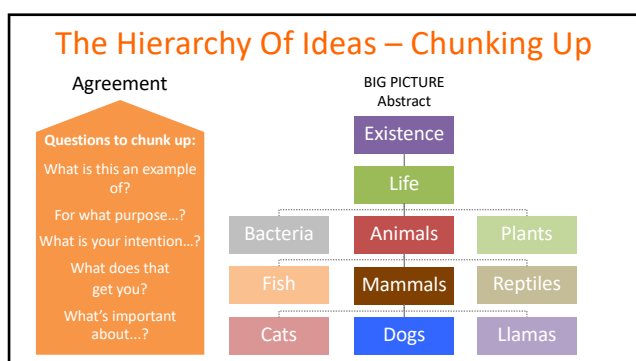 The Hierarchy Of Ideas – Chunking Up
Agreement
Questions to chunk up:
What is this an example
of?
For what purpose...?
What is your intention...?
What does that
get you?
What's important
about...?
BIG PICTURE
Abstract
Existence
Life
Bacteria
Animals
Plants
Fish
Mammals
Reptiles
Cats
Dogs
Llamas